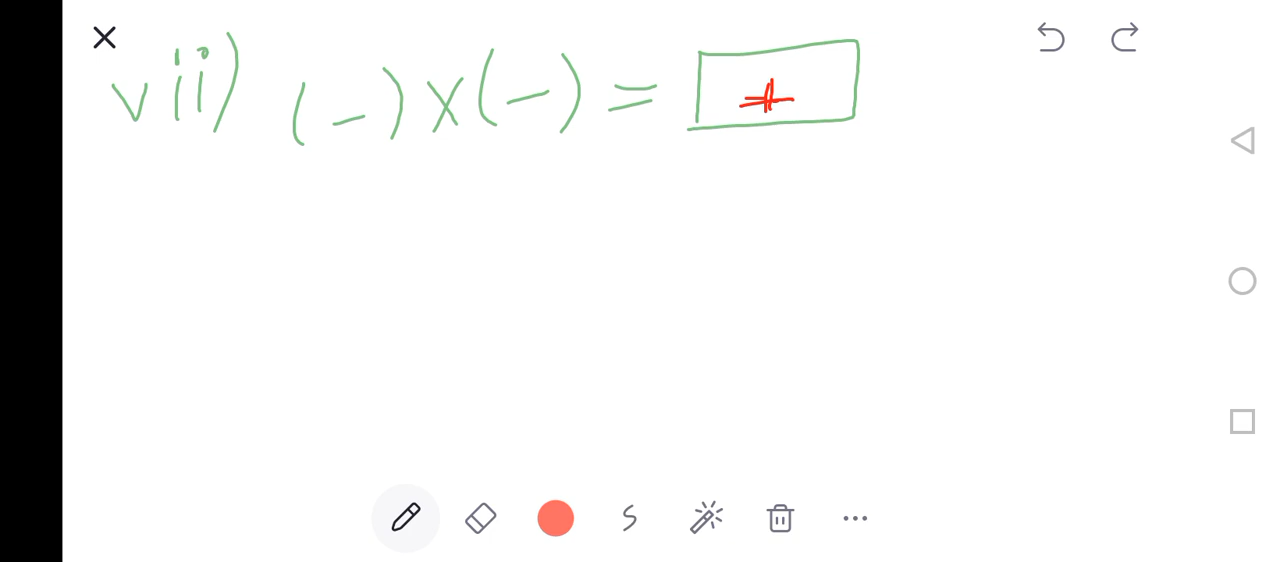 vii) (-) x (-) = +